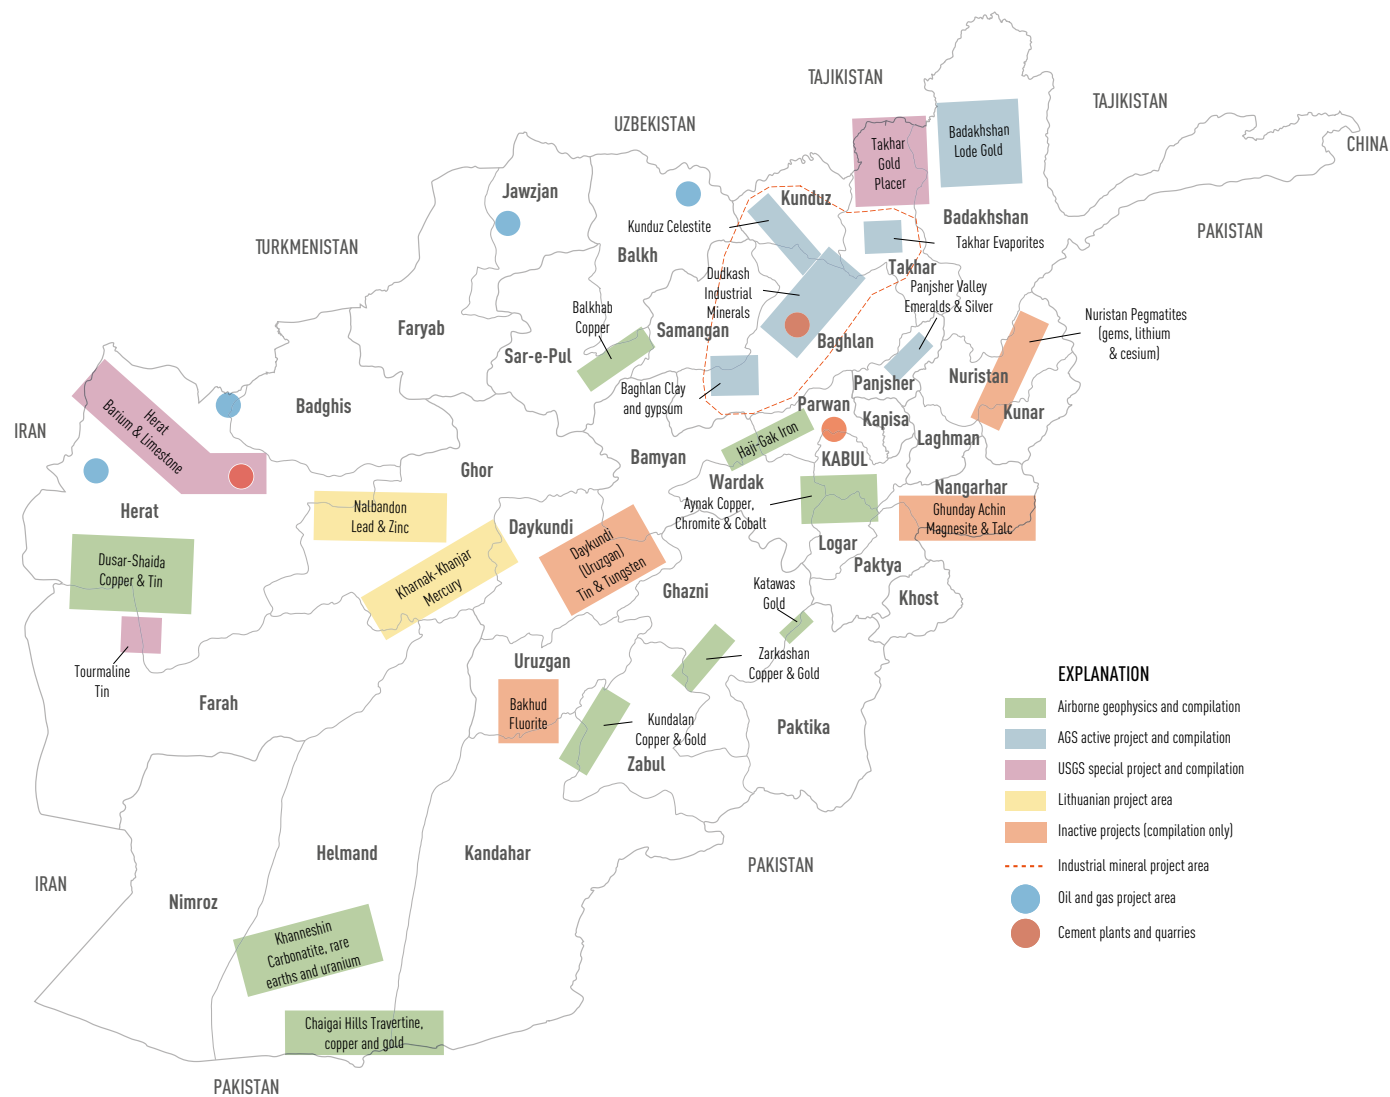 TAJIKISTAN
TAJIKISTAN
UZBEKISTAN
CHINA
TURKMENISTAN
PAKISTAN
IRAN
IRAN
PAKISTAN
PAKISTAN
Takhar
Gold
Placer
Badakhshan
Lode Gold
Jawzjan
Kunduz
Badakhshan
Kunduz Celestite
Takhar Evaporites
Balkh
Takhar
Dudkash
Industrial
Minerals
Panjsher Valley
Emeralds & Silver
Balkhab
Copper
Nuristan Pegmatites
(gems, lithium
& cesium)
Faryab
Samangan
Baghlan
Sar-e-Pul
Panjsher
Nuristan
Baghlan Clay
and gypsum
Badghis
Parwan
Kapisa
Kunar
Herat
Barium & Limestone
Haji-Gak Iron
Laghman
KABUL
Bamyan
Ghor
Wardak
Nangarhar
Aynak Copper,
Chromite & Cobalt
Ghunday Achin
Magnesite & Talc
Herat
Nalbandon
Lead & Zinc
Daykundi
Daykundi
(Uruzgan)
Tin & Tungsten
Logar
Paktya
Dusar-Shaida
Copper & Tin
Kharnak-Khanjar
Mercury
Ghazni
Katawas
Gold
Khost
Tourmaline
Tin
Uruzgan
Zarkashan
Copper & Gold
Farah
Bakhud
Fluorite
Kundalan
Copper & Gold
Paktika
Zabul
Helmand
Kandahar
Nimroz
Khanneshin
Carbonatite, rare
earths and uranium
Chaigai Hills Travertine,
copper and gold
EXPLANATION
Airborne geophysics and compilation
AGS active project and compilation
USGS special project and compilation
Lithuanian project area
Inactive projects (compilation only)
Industrial mineral project area
Oil and gas project area
Cement plants and quarries